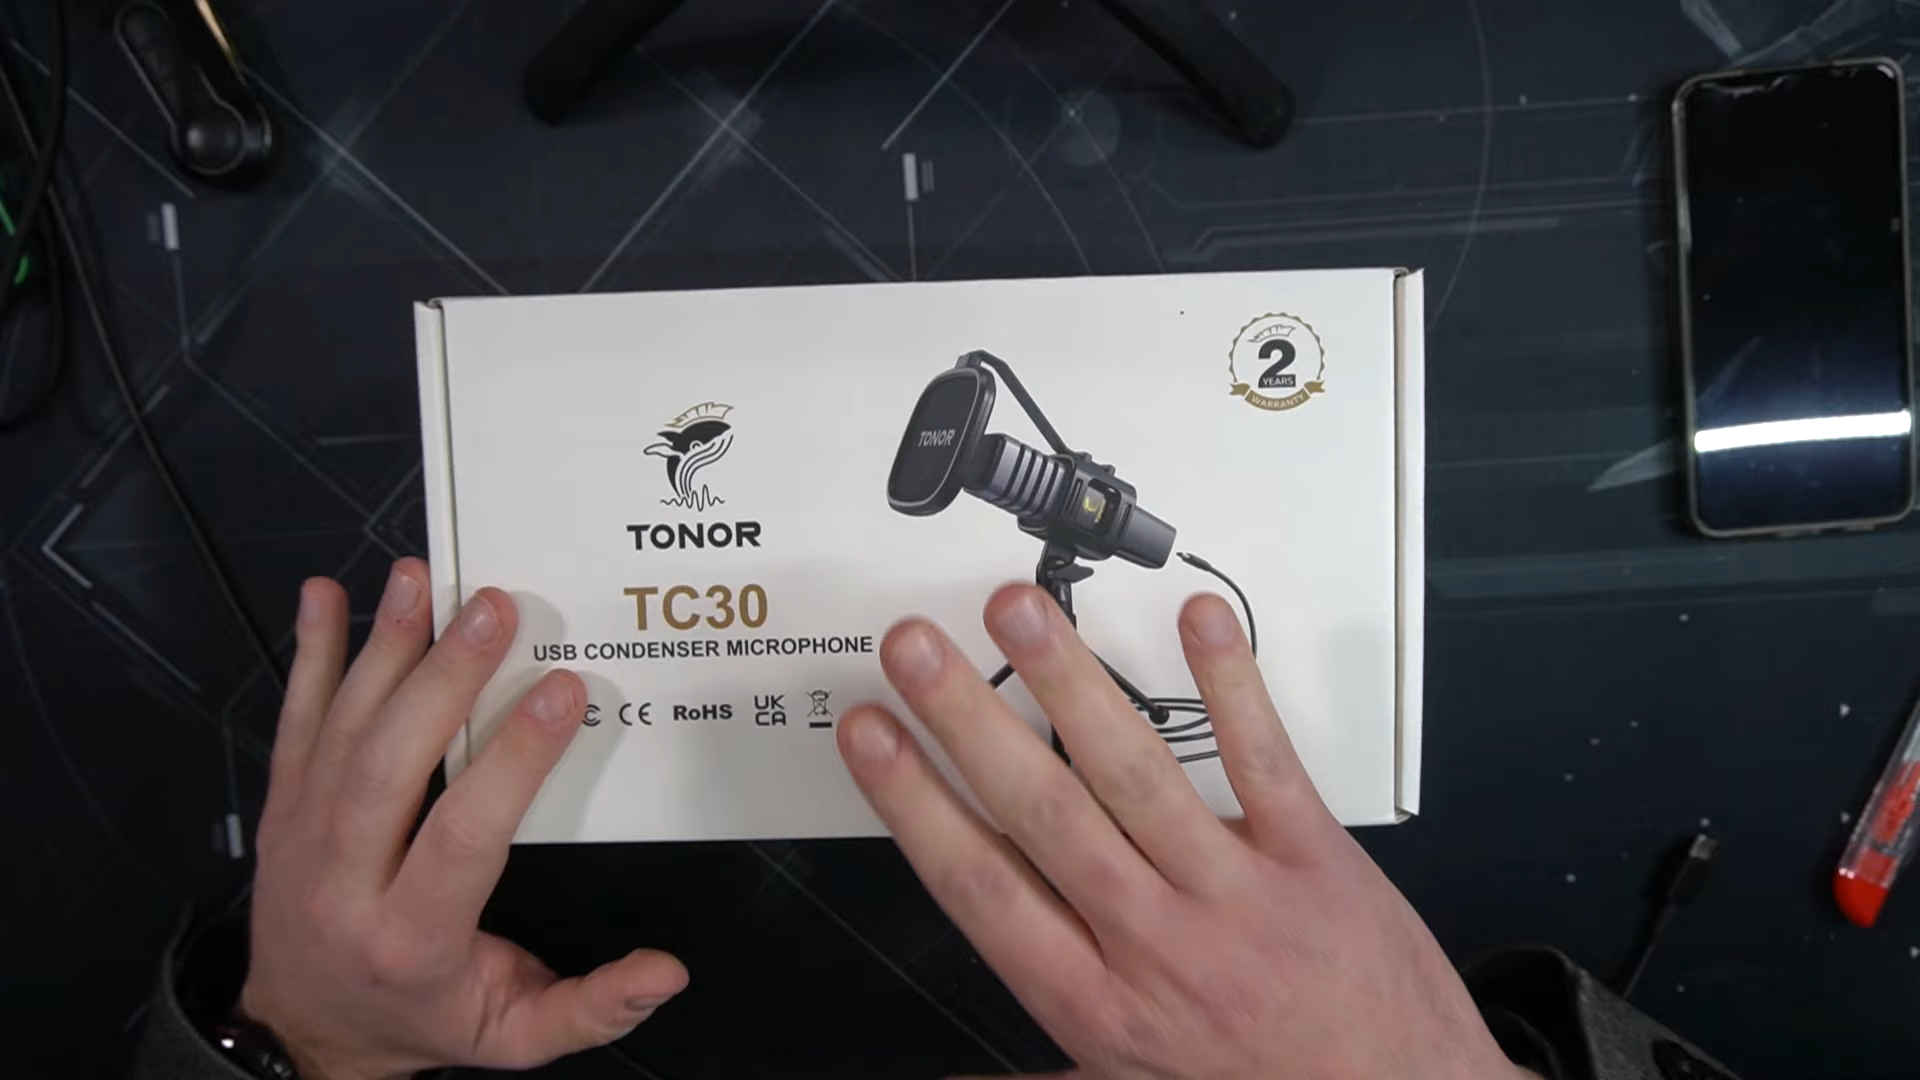 TONOR
TC30
USB CONDENSER MICROPHONE
CE RoHS UK CA
TONOR
2
YEARS
WARRANTY